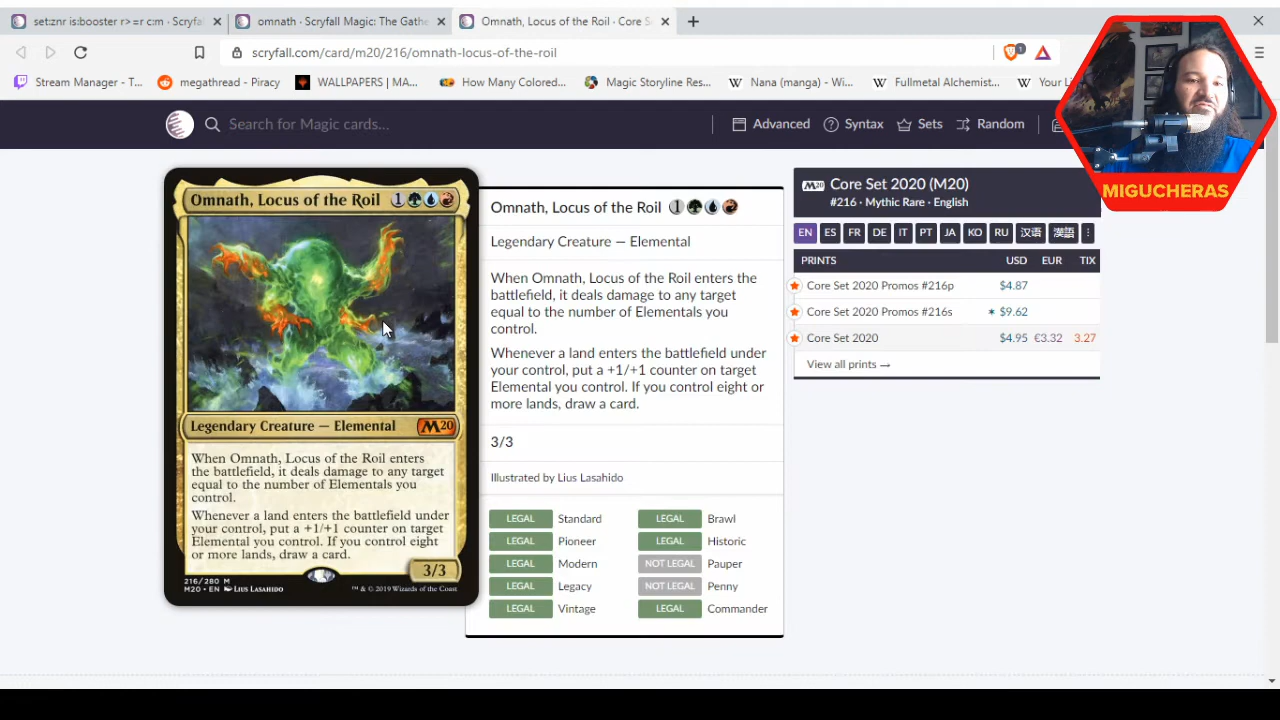 set:znr is:booster r>=r c:m - Scryfa
omnath · Scryfall Magic: The Gathe
Omnath, Locus of the Roil · Core S
scryfall.com/card/m20/216/omnath-locus-of-the-roil
1
Stream Manager - T...
megathread - Piracy
WALLPAPERS | MA...
How Many Colored...
Magic Storyline Res...
Nana (manga) - Wi...
Fullmetal Alchemist...
Your Li
Search for Magic cards...
Advanced
Syntax
Sets
Random
MIGUCHERAS
Omnath, Locus of the Roil 1
Legendary Creature — Elemental M20
When Omnath, Locus of the Roil enters
the battlefield, it deals damage to any target
equal to the number of Elementals you
control.
Whenever a land enters the battlefield under
your control, put a +1/+1 counter on target
Elemental you control. If you control eight
or more lands, draw a card.
3/3
216/280 M
M20 • EN Lius Lasahido
™ & © 2019 Wizards of the Coast
Omnath, Locus of the Roil 1
Legendary Creature — Elemental
When Omnath, Locus of the Roil enters the
battlefield, it deals damage to any target
equal to the number of Elementals you
control.
Whenever a land enters the battlefield under
your control, put a +1/+1 counter on target
Elemental you control. If you control eight or
more lands, draw a card.
3/3
Illustrated by Lius Lasahido
LEGAL Standard LEGAL Brawl
LEGAL Pioneer LEGAL Historic
LEGAL Modern NOT LEGAL Pauper
LEGAL Legacy NOT LEGAL Penny
LEGAL Vintage LEGAL Commander
M20 Core Set 2020 (M20)
#216 · Mythic Rare · English
EN ES FR DE IT PT JA KO RU 汉语 漢語
PRINTS USD EUR TIX
Core Set 2020 Promos #216p $4.87
Core Set 2020 Promos #216s $9.62
Core Set 2020 $4.95 €3.32 3.27
View all prints →